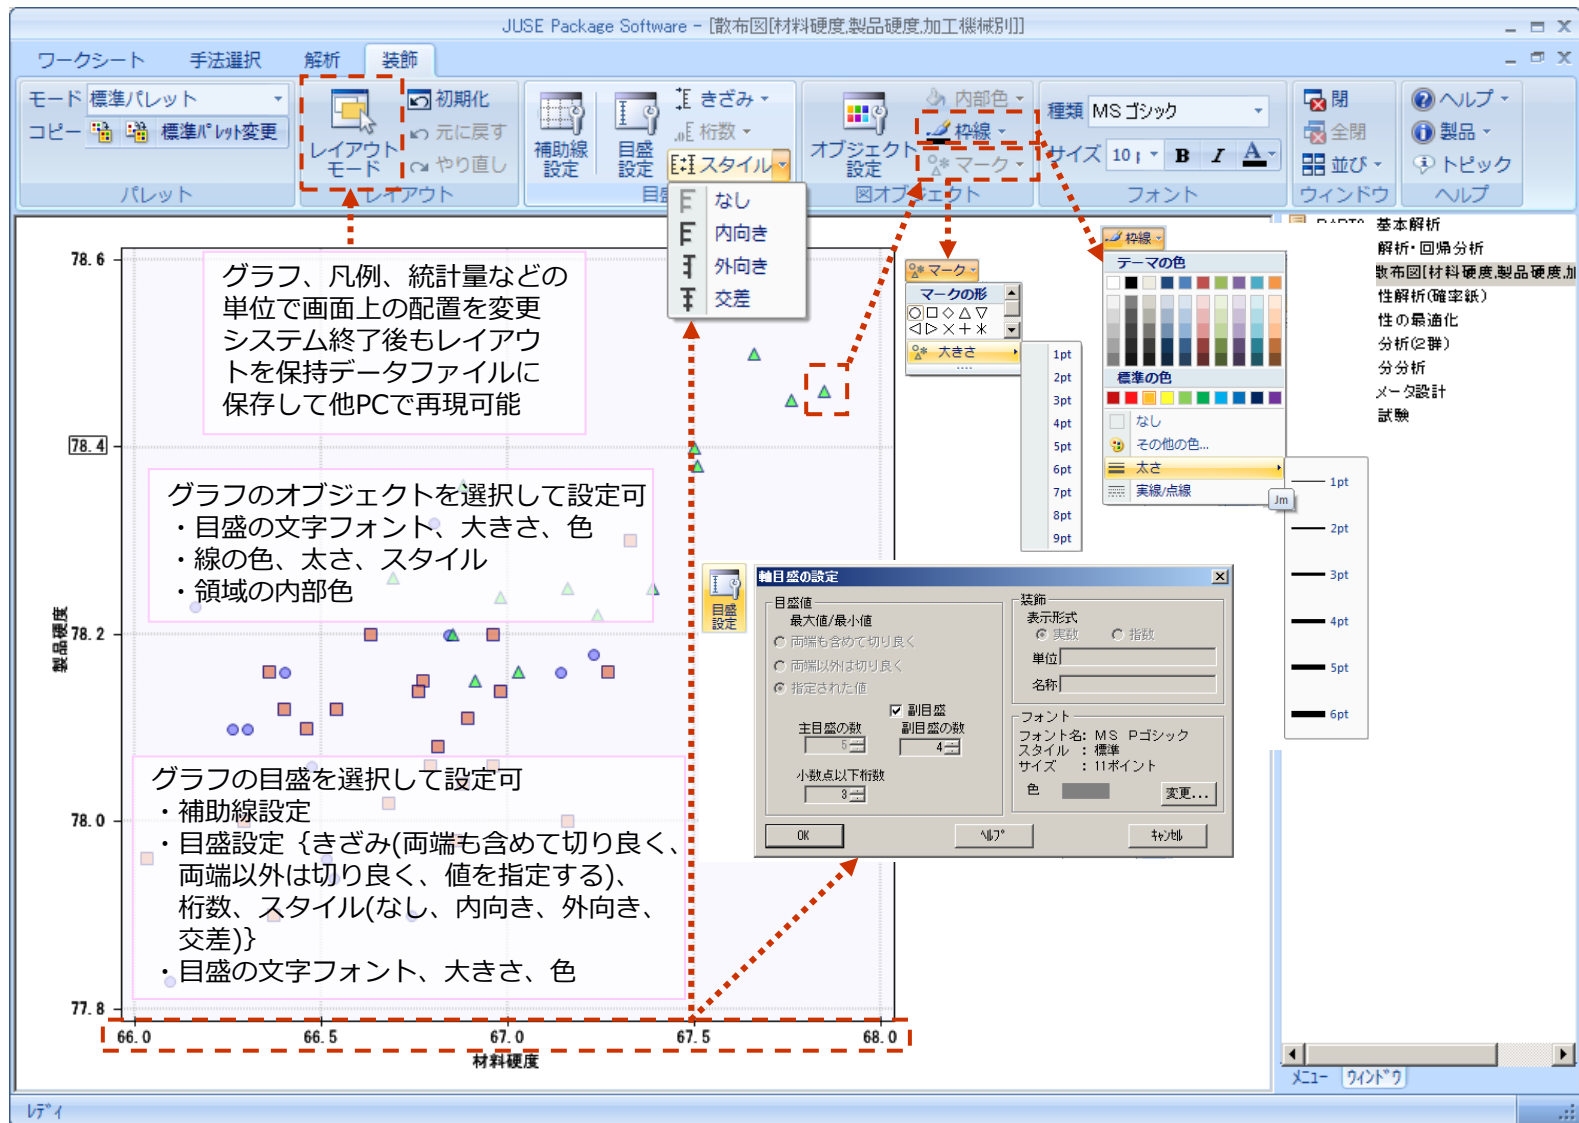 JUSE Package Software - [散布図[材料硬度,製品硬度,加工機械別]]
ワークシート 手法選択 解析 装飾
モード 標準パレット
コピー 標準パレット変更
パレット
レイアウト
モード
初期化
元に戻す
やり直し
レイアウト
補助線
設定
目盛
設定
きざみ
桁数
スタイル
なし
内向き
外向き
交差
オブジェクト
設定
内部色
枠線
マーク
図オブジェクト
種類 MS ゴシック
サイズ 10 B I A
フォント
閉
全閉
並び
ウィンドウ
ヘルプ
製品
トピック
ヘルプ
基本解析
解析・回帰分析
散布図[材料硬度,製品硬度,加
性解析(確率紙)
性の最適化
分析(2群)
分分析
メータ設計
試験
グラフ、凡例、統計量などの
単位で画面上の配置を変更
システム終了後もレイアウ
トを保持データファイルに
保存して他PCで再現可能
グラフのオブジェクトを選択して設定可
・目盛の文字フォント、大きさ、色
・線の色、太さ、スタイル
・領域の内部色
グラフの目盛を選択して設定可
・補助線設定
・目盛設定 {きざみ(両端も含めて切り良く、
両端以外は切り良く、値を指定する)、
桁数、スタイル(なし、内向き、外向き、
交差)}
・目盛の文字フォント、大きさ、色
78.6
78.4
78.2
78.0
77.8
製品硬度
66.0 66.5 67.0 67.5 68.0
材料硬度
マーク
マークの形
大きさ
1pt
2pt
3pt
4pt
5pt
6pt
7pt
8pt
9pt
枠線
テーマの色
標準の色
なし
その他の色...
太さ
実線/点線
Jm
1pt
2pt
3pt
4pt
5pt
6pt
目盛
設定
軸目盛の設定
目盛値
最大値/最小値
両端も含めて切り良く
両端以外は切り良く
指定された値
副目盛
主目盛の数 副目盛の数
5 4
小数点以下桁数
3
装飾
表示形式
実数 指数
単位
名称
フォント
フォント名: MS Pゴシック
スタイル : 標準
サイズ : 11ポイント
色 変更...
OK ヘルプ キャンセル
メニュー ウィンドウ
レディ